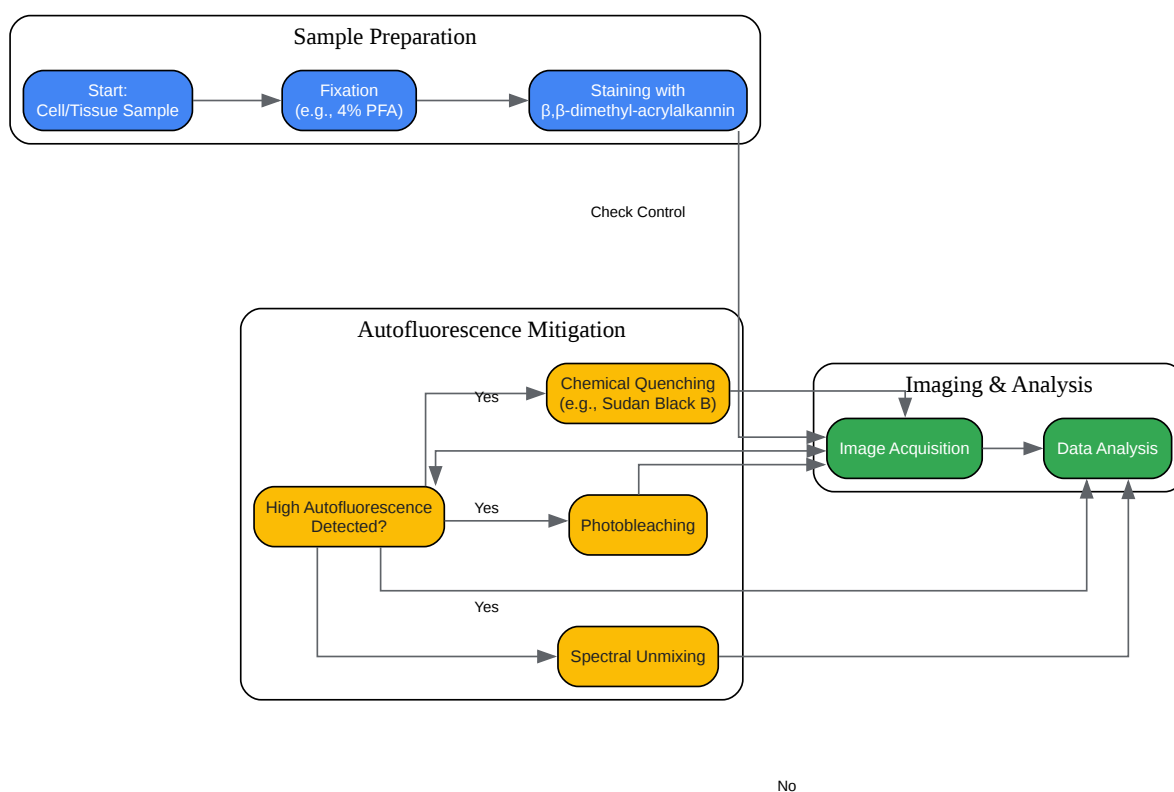 Sample Preparation
Start:
Cell/Tissue Sample
Fixation
(e.g., 4% PFA)
Staining with
β,β-dimethyl-acrylalkannin
Check Control
Autofluorescence Mitigation
Chemical Quenching
(e.g., Sudan Black B)
Yes
Imaging & Analysis
Image Acquisition
Data Analysis
High Autofluorescence
Detected?
Yes
Photobleaching
Yes
Spectral Unmixing
No